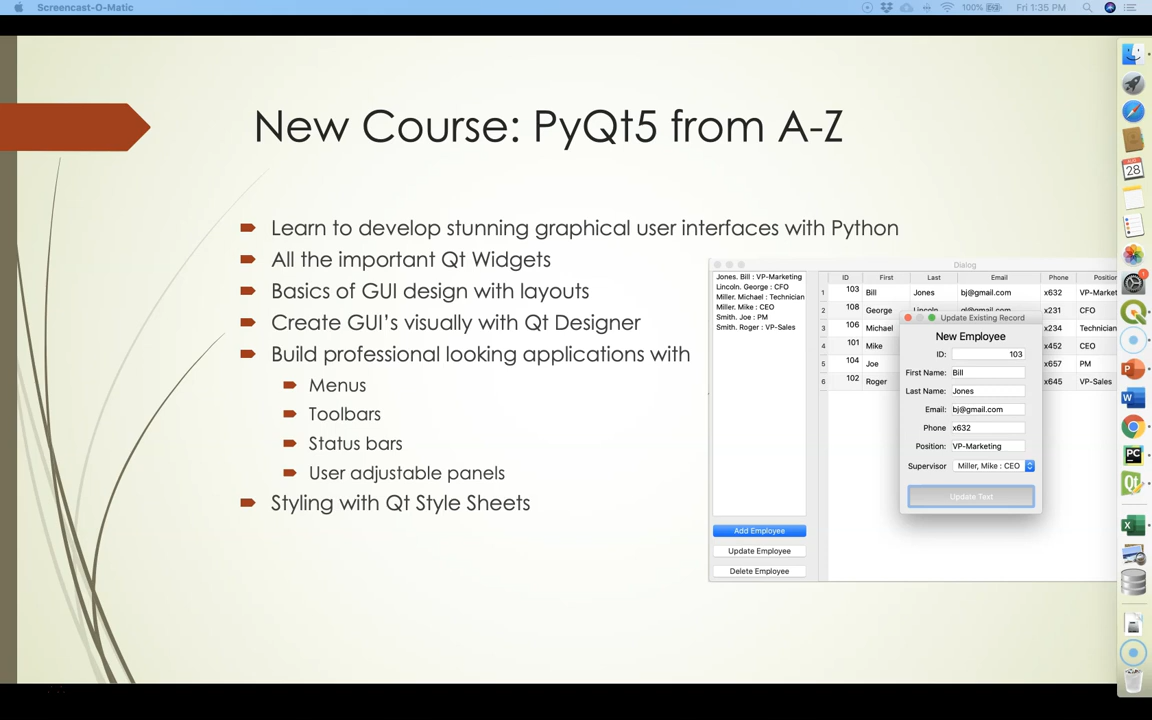 Screencast-O-Matic
100%
Fri 1:35 PM
New Course: PyQt5 from A-Z
Learn to develop stunning graphical user interfaces with Python
All the important Qt Widgets
Basics of GUI design with layouts
Create GUI's visually with Qt Designer
Build professional looking applications with
Menus
Toolbars
Status bars
User adjustable panels
Styling with Qt Style Sheets
Dialog
Jones. Bill : VP-Marketing
Lincoln. George : CFO
Miller. Michael : Technician
Miller. Mike : CEO
Smith. Joe : PM
Smith. Roger : VP-Sales
Add Employee
Update Employee
Delete Employee
ID First Last Email Phone Position
1 103 Bill Jones bj@gmail.com x632 VP-Market
2 108 George Lincoln x231 CFO
3 106 Michael x234 Technician
4 101 Mike x452 CEO
5 104 Joe x657 PM
6 102 Roger x645 VP-Sales
Update Existing Record
New Employee
ID: 103
First Name: Bill
Last Name: Jones
Email: bj@gmail.com
Phone x632
Position: VP-Marketing
Supervisor Miller, Mike : CEO
Update Text
28
1
P
W
PC
Qt
X